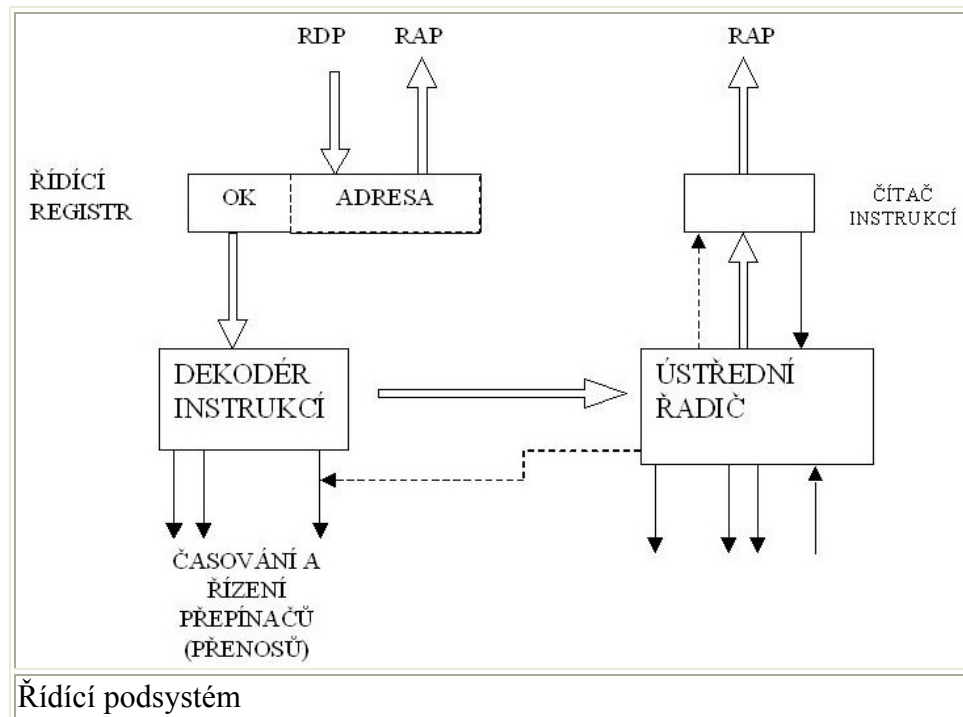 RDP RAP RAP
ŘÍDÍCÍ
REGISTR
OK ADRESA
ČÍTAČ
INSTRUKCÍ
DEKODÉR
INSTRUKCÍ
ÚSTŘEDNÍ
ŘADIČ
ČASOVÁNÍ A
ŘÍZENÍ
PŘEPÍNAČŮ
(PŘENOSŮ)
Řídící podsystém